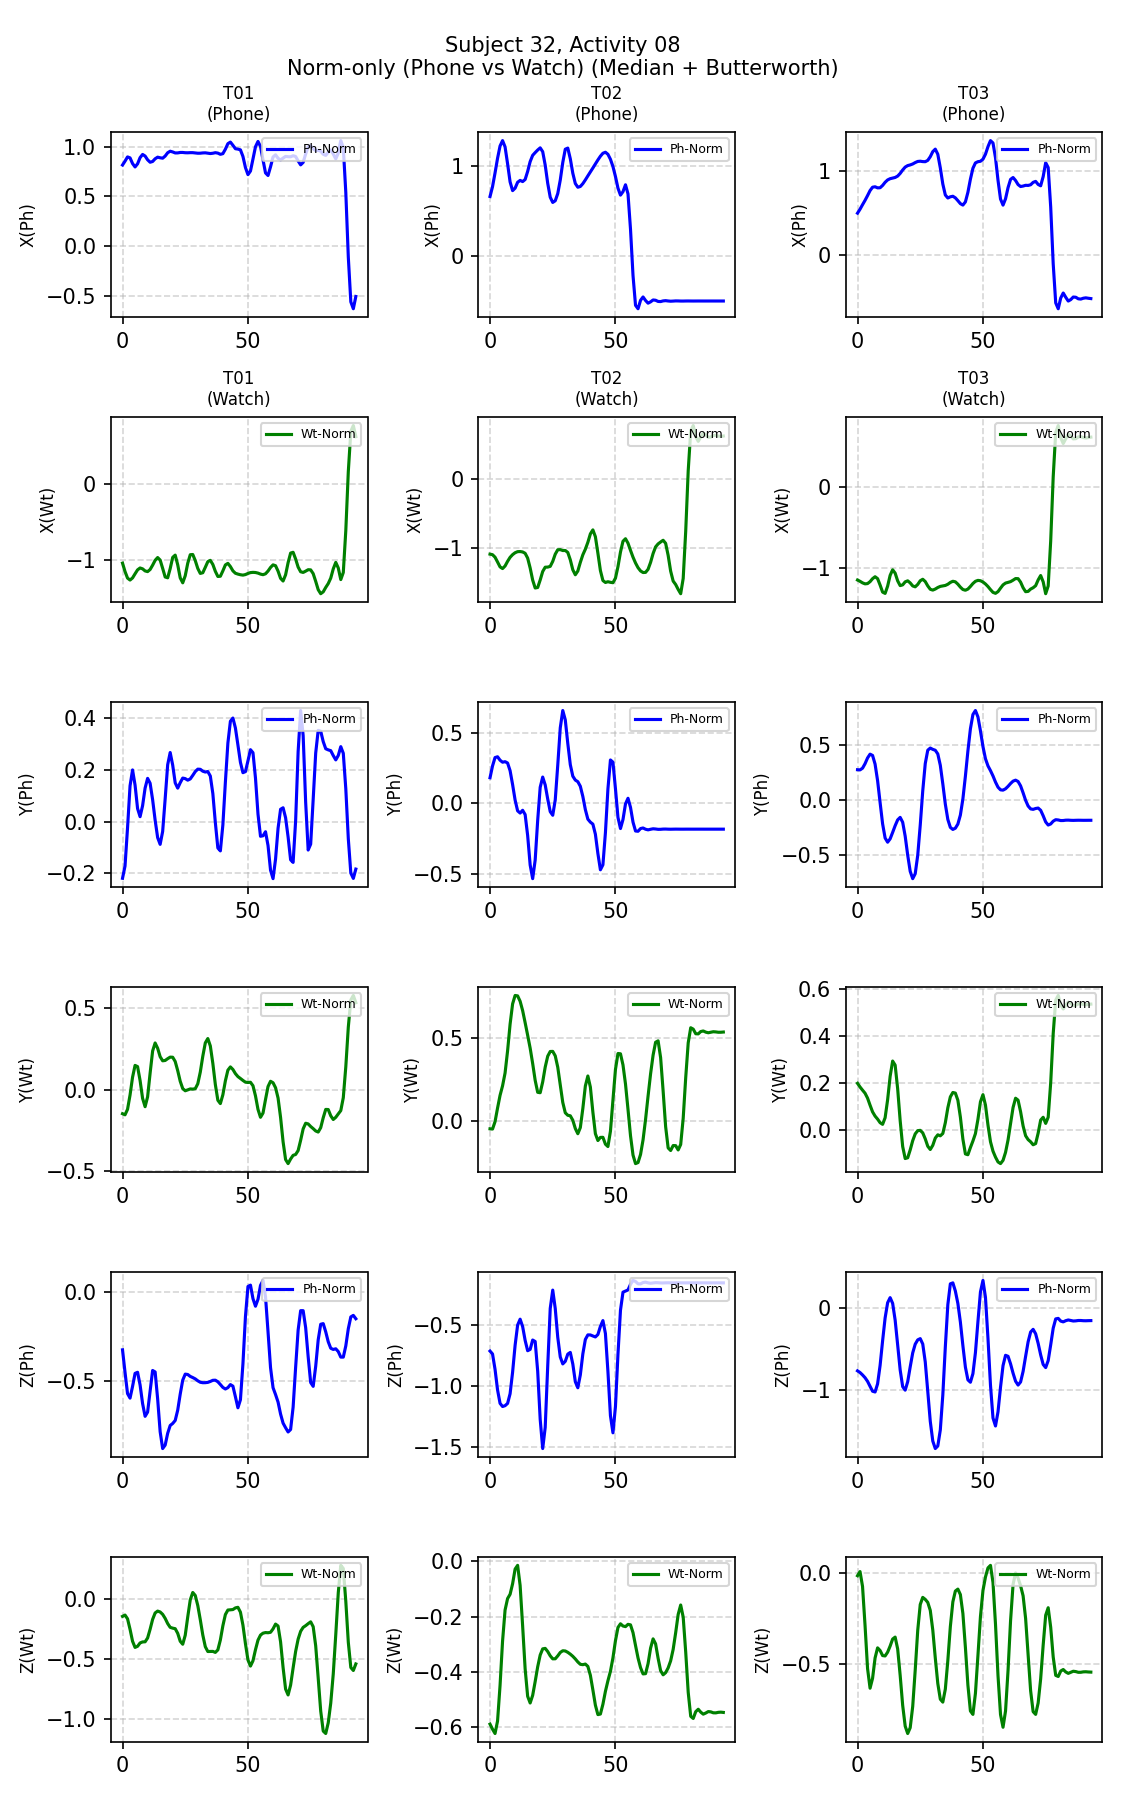 Subject 32, Activity 08
Norm-only (Phone vs Watch) (Median + Butterworth)
T01
(Phone)
T02
(Phone)
T03
(Phone)
X(Ph)
1.0
0.5
0.0
−0.5
0
50
Ph-Norm
X(Ph)
1
0
0
50
Ph-Norm
X(Ph)
1
0
0
50
Ph-Norm
T01
(Watch)
T02
(Watch)
T03
(Watch)
X(Wt)
0
−1
0
50
Wt-Norm
X(Wt)
0
−1
0
50
Wt-Norm
X(Wt)
0
−1
0
50
Wt-Norm
Y(Ph)
0.4
0.2
0.0
−0.2
0
50
Ph-Norm
Y(Ph)
0.5
0.0
−0.5
0
50
Ph-Norm
Y(Ph)
0.5
0.0
−0.5
0
50
Ph-Norm
Y(Wt)
0.5
0.0
−0.5
0
50
Wt-Norm
Y(Wt)
0.5
0.0
0
50
Wt-Norm
Y(Wt)
0.6
0.4
0.2
0.0
0
50
Wt-Norm
Z(Ph)
0.0
−0.5
0
50
Ph-Norm
Z(Ph)
−0.5
−1.0
−1.5
0
50
Ph-Norm
Z(Ph)
0
−1
0
50
Ph-Norm
Z(Wt)
0.0
−0.5
−1.0
0
50
Wt-Norm
Z(Wt)
0.0
−0.2
−0.4
−0.6
0
50
Wt-Norm
Z(Wt)
0.0
−0.5
0
50
Wt-Norm